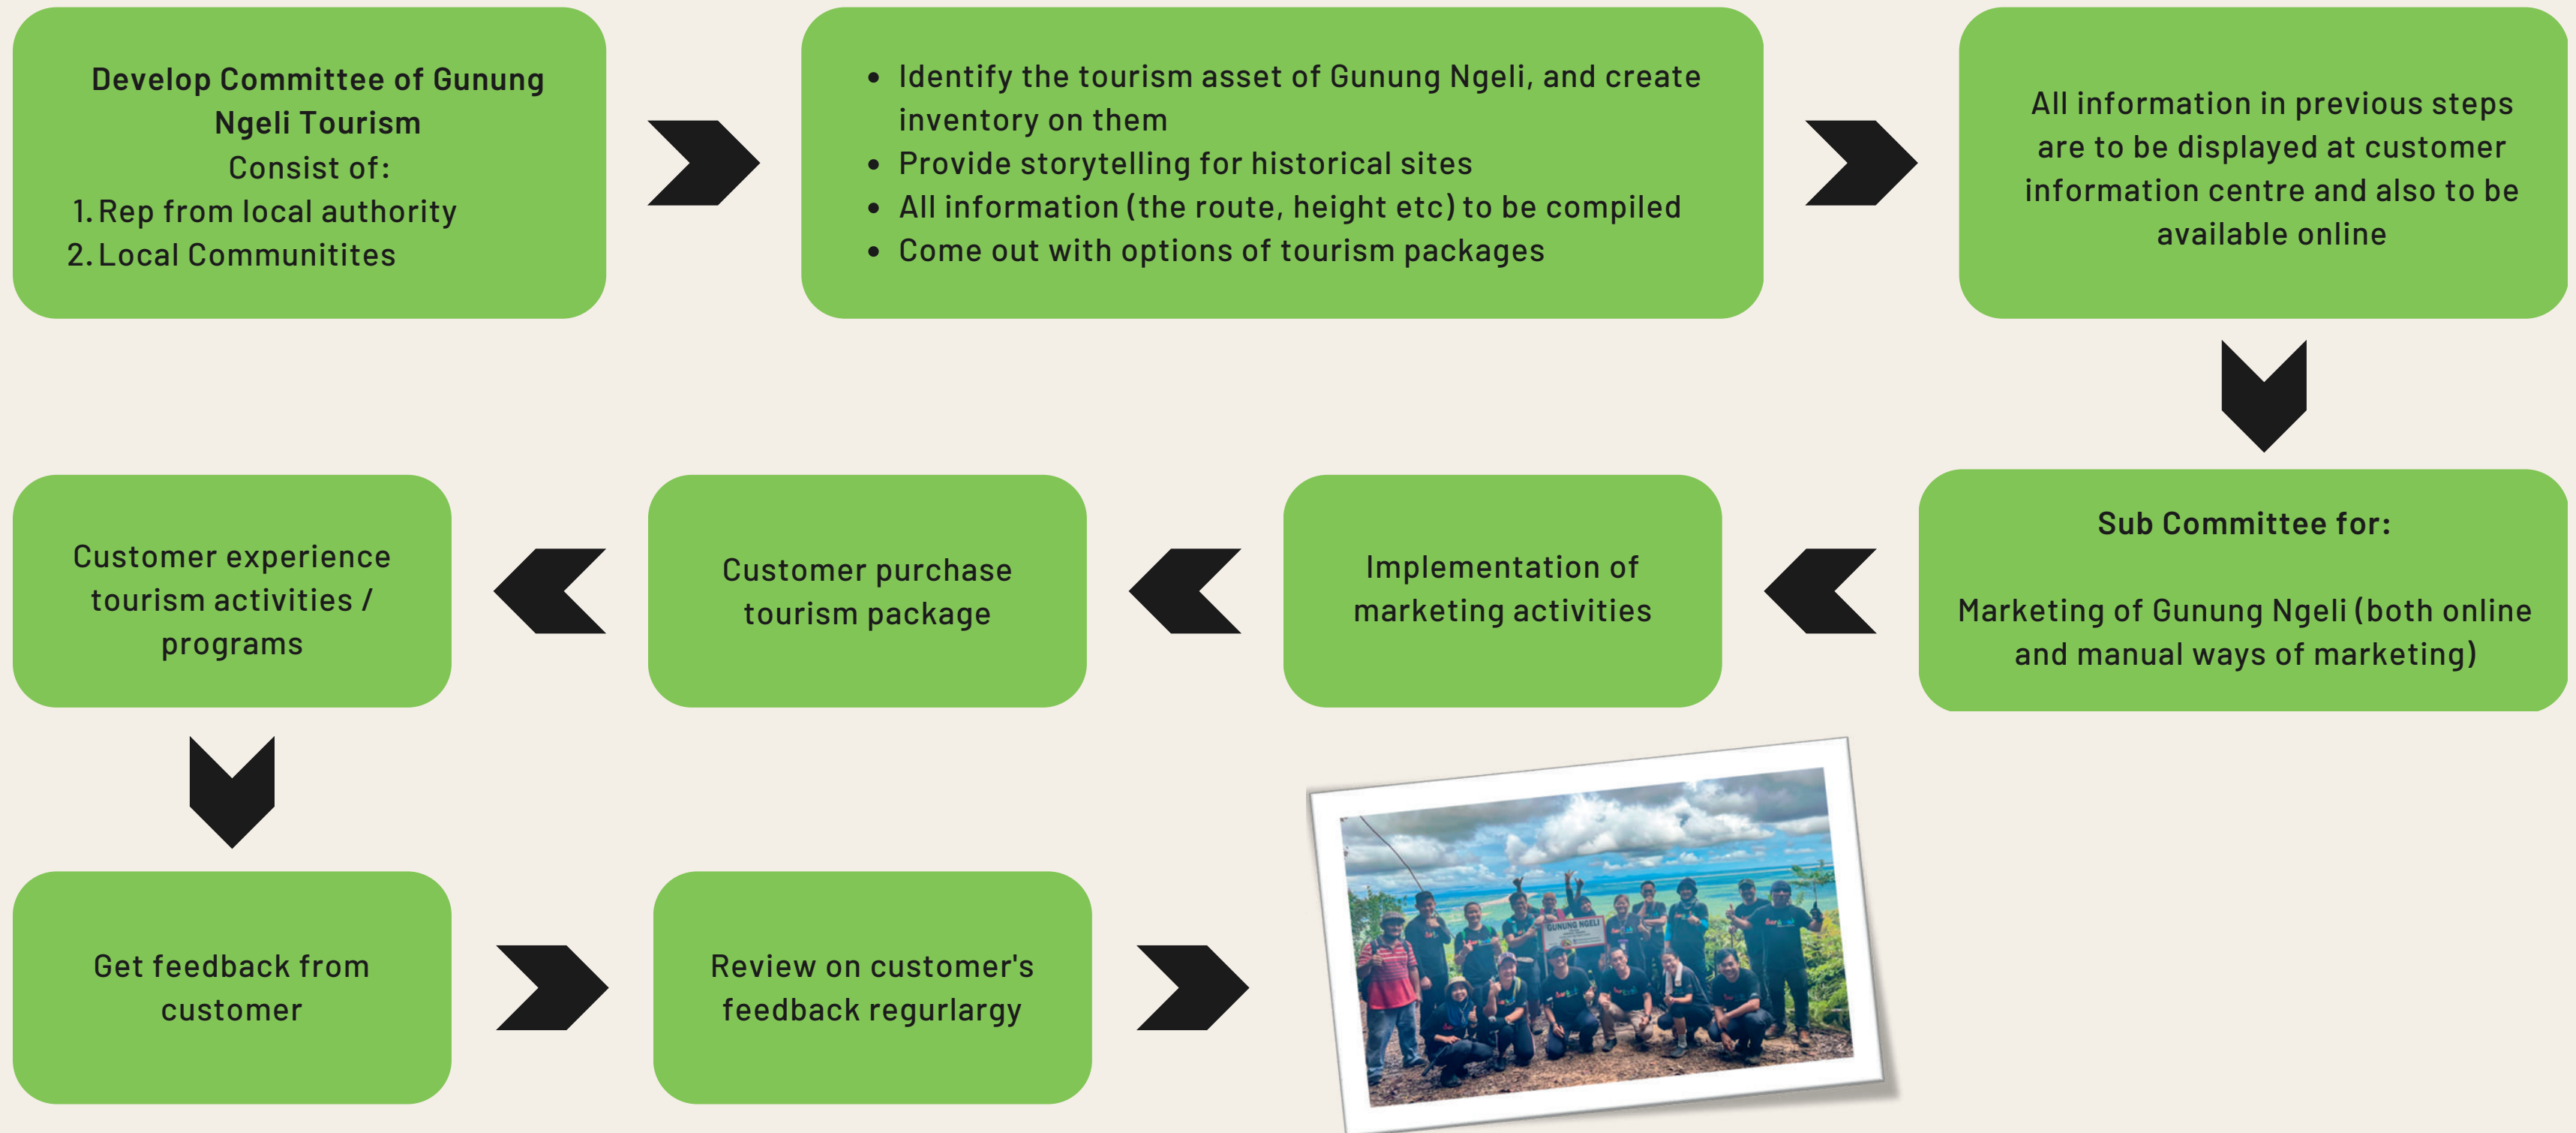 Develop Committee of Gunung
Ngeli Tourism
Consist of:
1. Rep from local authority
2. Local Communitites
• Identify the tourism asset of Gunung Ngeli, and create
inventory on them
• Provide storytelling for historical sites
• All information (the route, height etc) to be compiled
• Come out with options of tourism packages
All information in previous steps
are to be displayed at customer
information centre and also to be
available online
Sub Committee for:
Marketing of Gunung Ngeli (both online
and manual ways of marketing)
Implementation of
marketing activities
Customer purchase
tourism package
Customer experience
tourism activities /
programs
Get feedback from
customer
Review on customer's
feedback regurlargy
GUNUNG NGELI